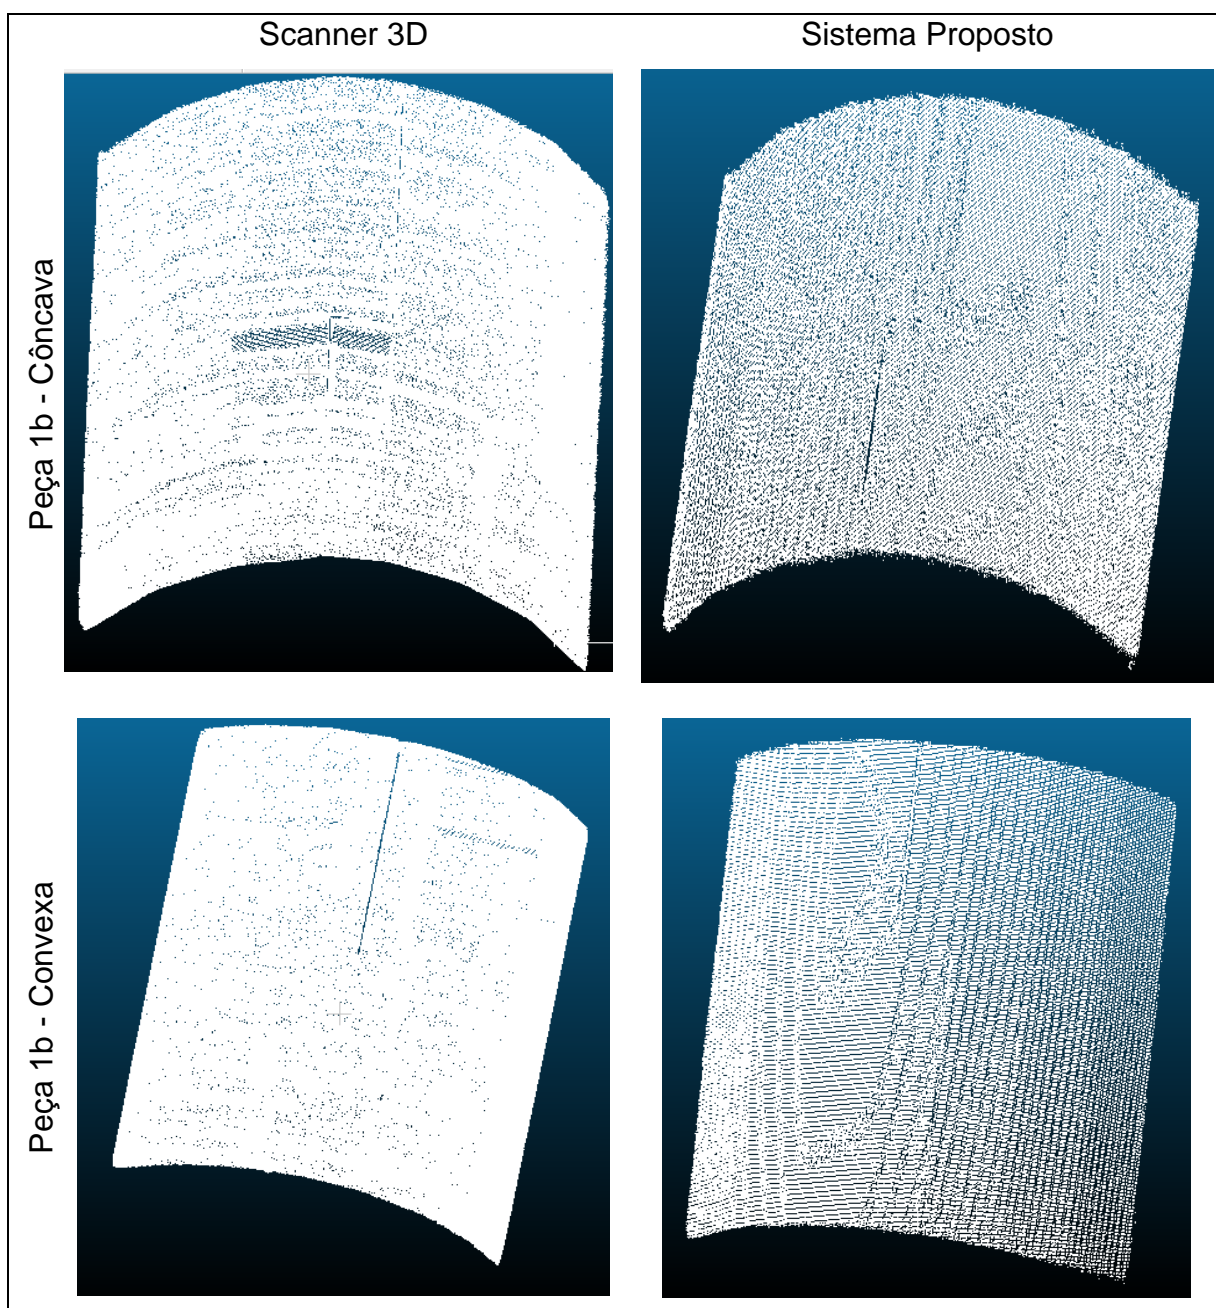 Scanner 3D
Sistema Proposto
Peça 1b - Côncava
Peça 1b - Convexa